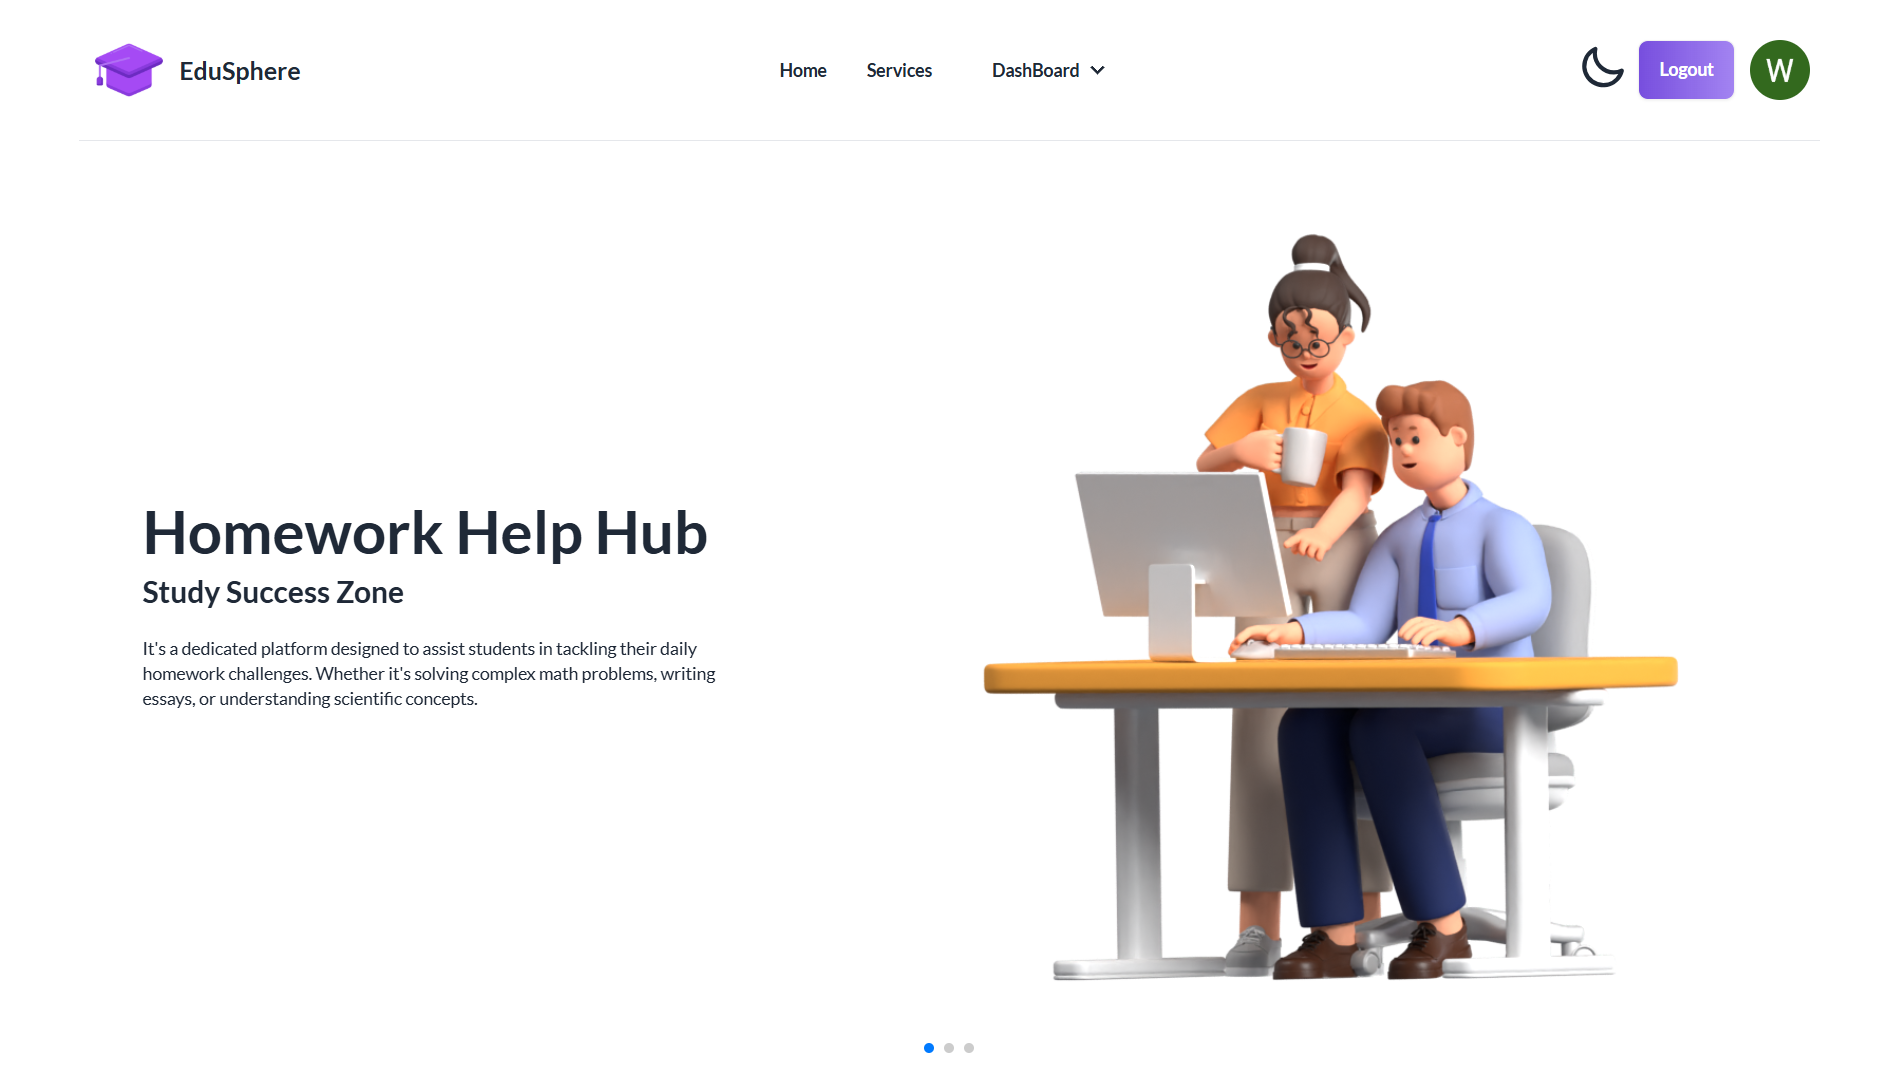 EduSphere
Home
Services
DashBoard
Logout
W
Homework Help Hub
Study Success Zone
It's a dedicated platform designed to assist students in tackling their daily
homework challenges. Whether it's solving complex math problems, writing
essays, or understanding scientific concepts.